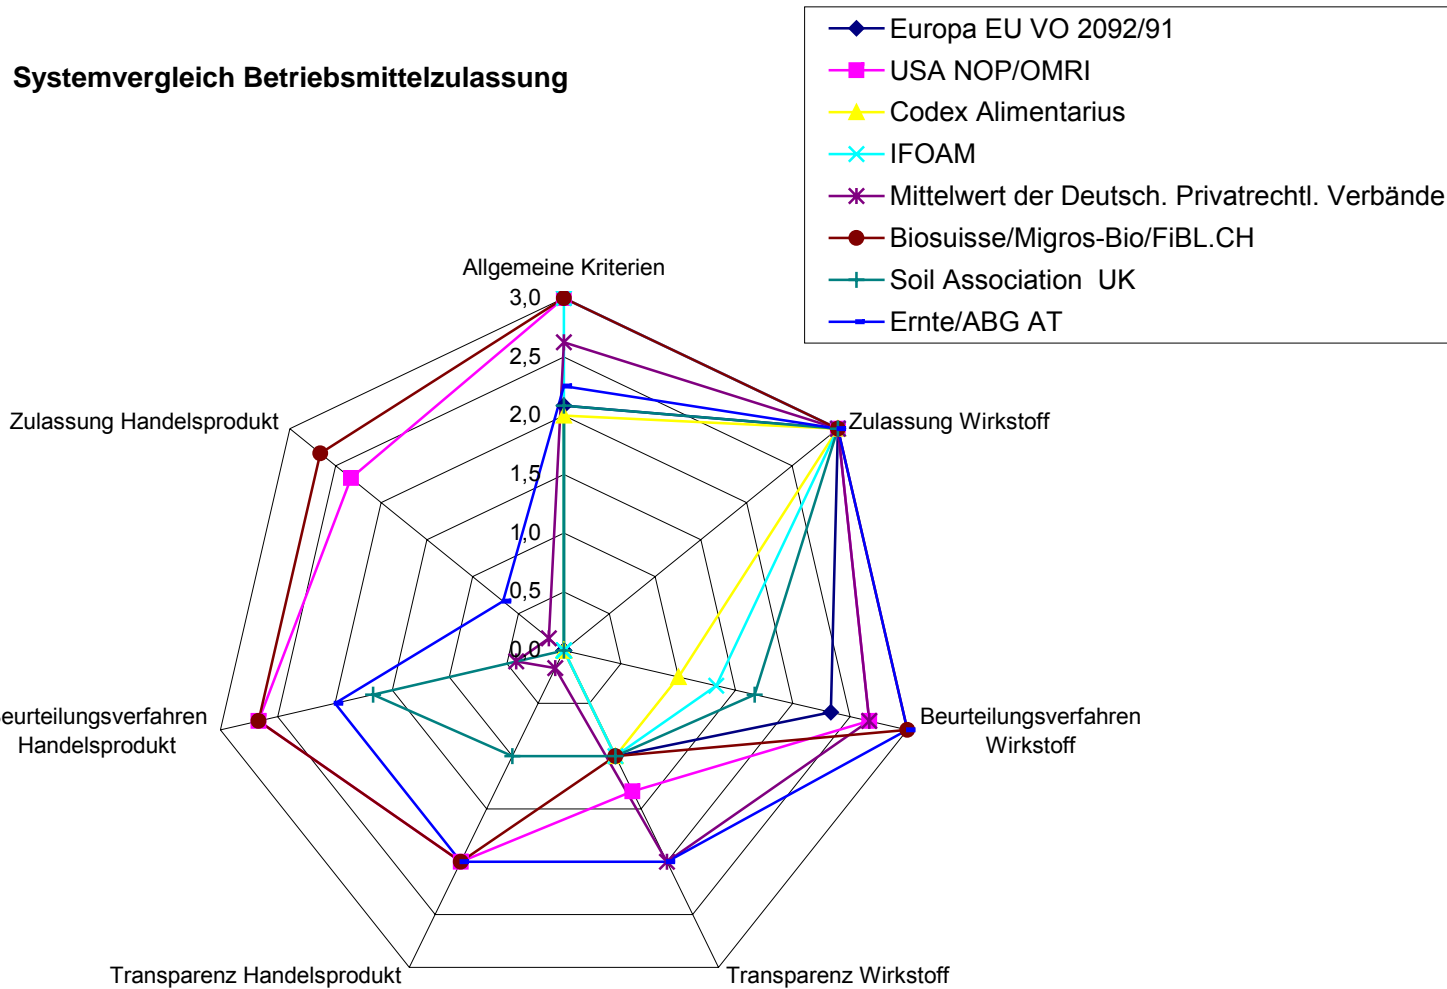 Systemvergleich Betriebsmittelzulassung
Europa EU VO 2092/91
USA NOP/OMRI
Codex Alimentarius
IFOAM
Mittelwert der Deutsch. Privatrechtl. Verbände
Biosuisse/Migros-Bio/FiBL.CH
Soil Association  UK
Ernte/ABG AT
Allgemeine Kriterien
3,0
2,5
2,0
1,5
1,0
0,5
0,0
Zulassung Handelsprodukt
Zulassung Wirkstoff
Beurteilungsverfahren
Wirkstoff
eurteilungsverfahren
Handelsprodukt
Transparenz Handelsprodukt
Transparenz Wirkstoff